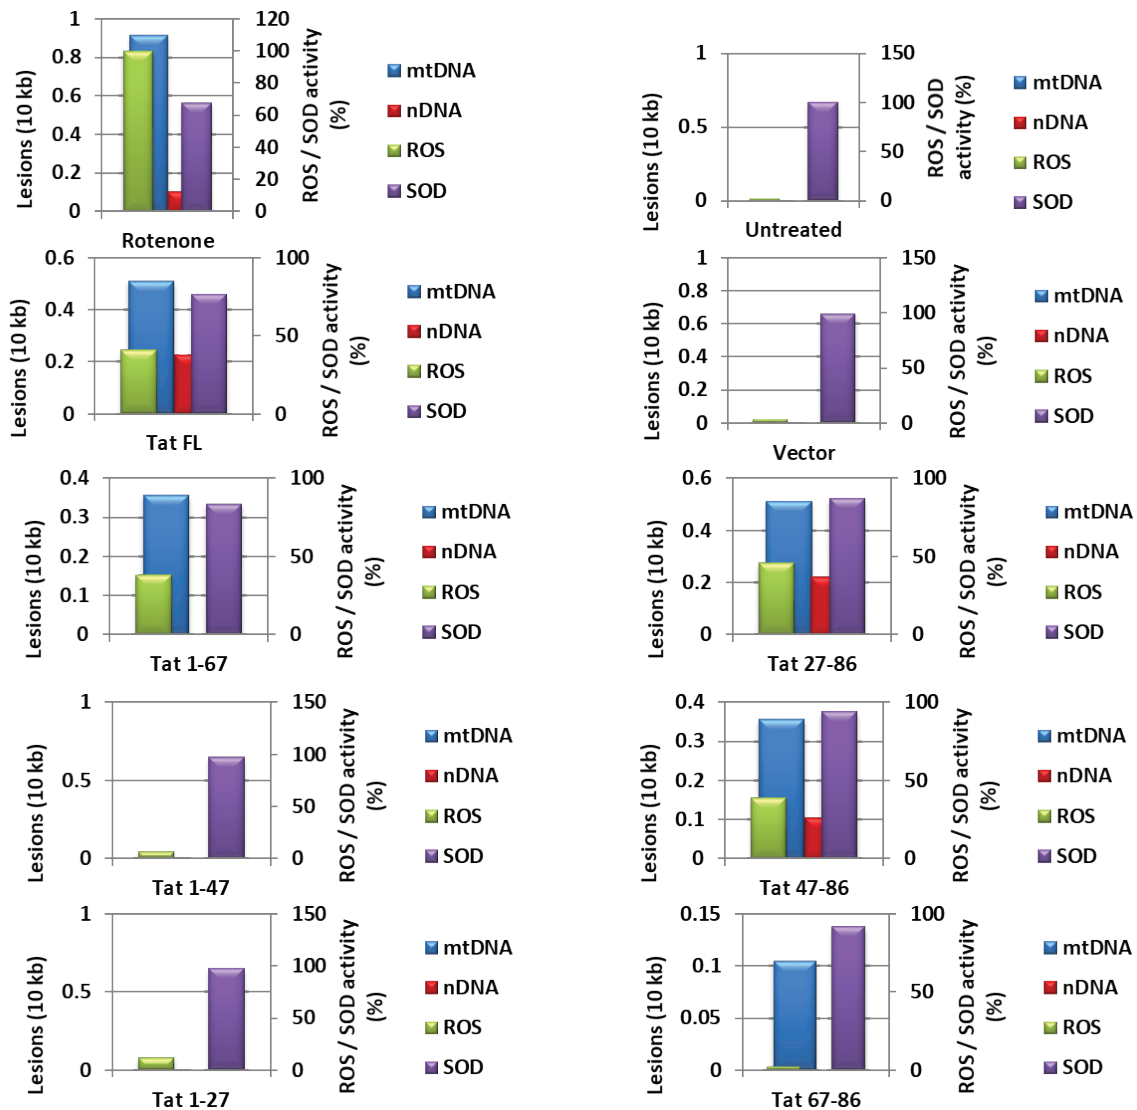 1
0.8
0.6
0.4
0.2
0
120
100
80
60
40
20
0
Lesions (10 kb)
ROS / SOD activity
(%)
Rotenone
mtDNA
nDNA
ROS
SOD
1
0.5
0
150
100
50
0
Lesions (10 kb)
ROS / SOD
activity (%)
Untreated
mtDNA
nDNA
ROS
SOD
0.6
0.4
0.2
0
100
50
0
Lesions (10 kb)
ROS / SOD activity
(%)
Tat FL
mtDNA
nDNA
ROS
SOD
1
0.8
0.6
0.4
0.2
0
150
100
50
0
Lesions (10 kb)
ROS / SOD activity
(%)
Vector
mtDNA
nDNA
ROS
SOD
0.4
0.3
0.2
0.1
0
100
50
0
Lesions (10 kb)
ROS / SOD activity
(%)
Tat 1-67
mtDNA
nDNA
ROS
SOD
0.6
0.4
0.2
0
100
50
0
Lesions (10 kb)
ROS / SOD activity
(%)
Tat 27-86
mtDNA
nDNA
ROS
SOD
1
0.5
0
150
100
50
0
Lesions (10 kb)
ROS / SOD activity
(%)
Tat 1-47
mtDNA
nDNA
ROS
SOD
0.4
0.3
0.2
0.1
0
100
50
0
Lesions (10 kb)
ROS / SOD activity
(%)
Tat 47-86
mtDNA
nDNA
ROS
SOD
1
0.5
0
150
100
50
0
Lesions (10 kb)
ROS / SOD activity
(%)
Tat 1-27
mtDNA
nDNA
ROS
SOD
0.15
0.1
0.05
0
100
50
0
Lesions (10 kb)
ROS / SOD activity
(%)
Tat 67-86
mtDNA
nDNA
ROS
SOD